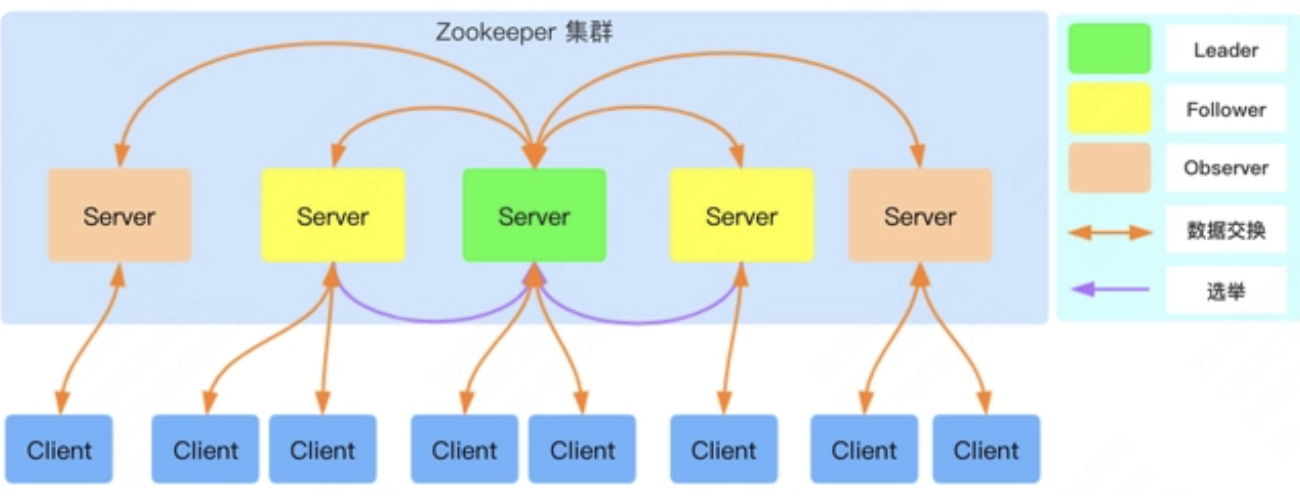 Zookeeper 集群
Server
Server
Server
Server
Server
Client
Client
Client
Client
Client
Client
Client
Client
Leader
Follower
Observer
数据交换
选举